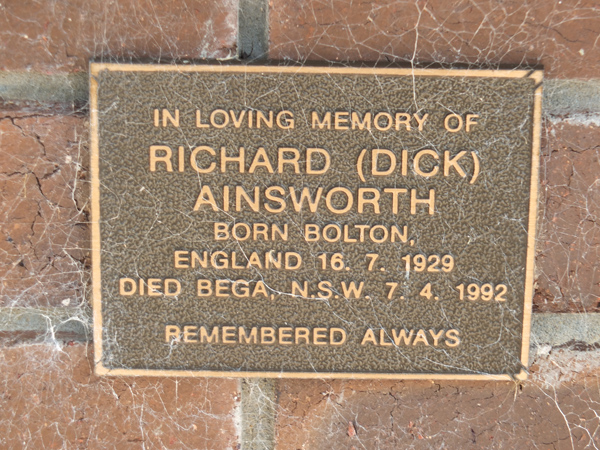 IN LOVING MEMORY OF
RICHARD (DICK)
AINSWORTH
BORN BOLTON,
ENGLAND 16. 7. 1929
DIED BEGA, N.S.W. 7. 4. 1992
REMEMBERED ALWAYS